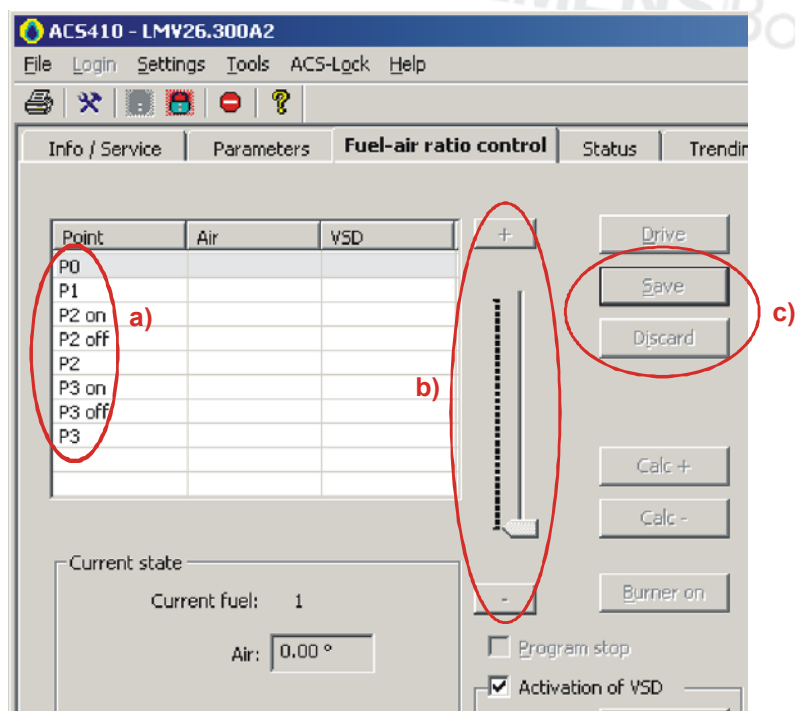 ACS410 - LMV26.300A2
File Login Settings Tools ACS-Lock Help
Info / Service Parameters Fuel-air ratio control Status Trendin
Point Air VSD
+
Drive
P0
P1
P2 on
P2 off
P2
P3 on
P3 off
P3
a)
b)
Save
Discard
c)
Calc +
Calc -
Current state
Current fuel: 1
-
Burner on
Air: 0.00 °
Program stop
Activation of VSD